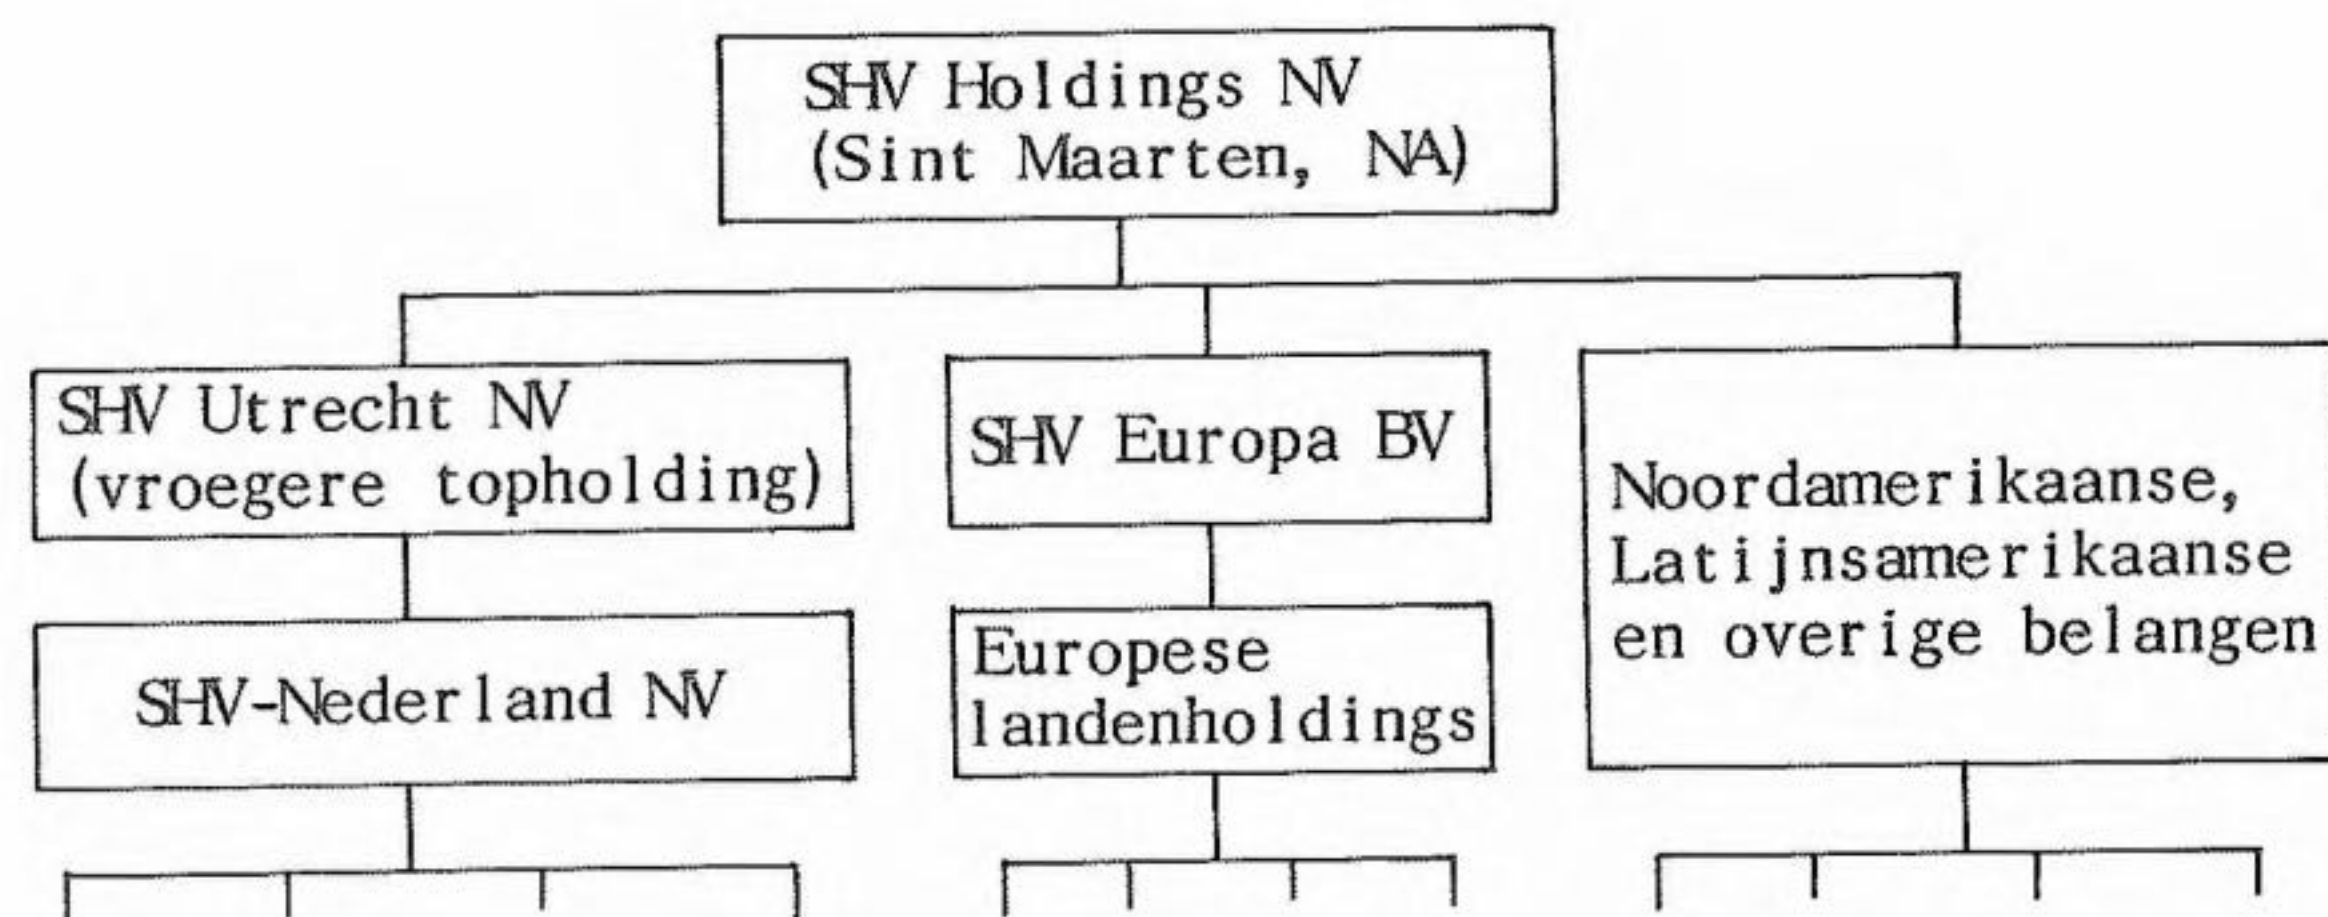 SHV Holdings NV
(Sint Maarten, NA)
SHV Utrecht NV
(vroegere topholding)
SHV Europa BV
Noordamerikaanse,
Latijnsamerikaanse
en overige belangen
SHV-Nederland NV
Europese
landenholdings